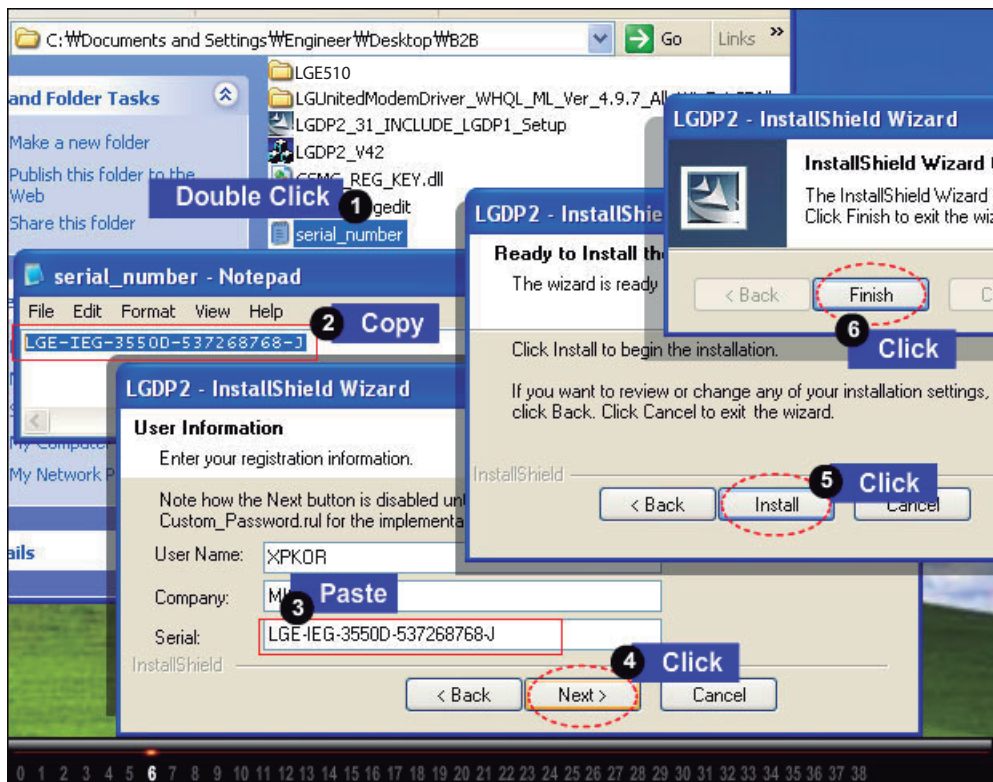 C:₩Documents and Settings₩Engineer₩Desktop₩B2B
Go
Links »
and Folder Tasks
Make a new folder
Publish this folder to the
Web
Share this folder
LGE510
LGUnitedModemDriver_WHQL_ML_Ver_4.9.7_All
LGDP2_31_INCLUDE_LGDP1_Setup
LGDP2_V42
REG_KEY.dll
gedit
serial_number
Double Click 1
serial_number - Notepad
File Edit Format View Help
2 Copy
LGE-IEG-3550D-537268768-J
My Computer
My Network P
ails
LGDP2 - InstallShield Wizard
User Information
Enter your registration information.
Note how the Next button is disabled
Custom_Password.rul for the
User Name:
XPKOR
Company:
3 Paste
Serial:
LGE-IEG-3550D-537268768-J
InstallShield
4 Click
< Back
Next >
Cancel
LGDP2 - InstallShie
Ready to Install th
The wizard is ready
Click Install to begin the installation.
If you want to review or change any of your installation settings,
click Back. Click Cancel to exit the wizard.
InstallShield
5 Click
< Back
Install
Cancel
LGDP2 - InstallShield Wizard
InstallShield Wizard
The InstallShield Wizard
Click Finish to exit the wiz
< Back
Finish
C
6 Click
0 1 2 3 4 5 6 7 8 9 10 11 12 13 14 15 16 17 18 19 20 21 22 23 24 25 26 27 28 29 30 31 32 33 34 35 36 37 38